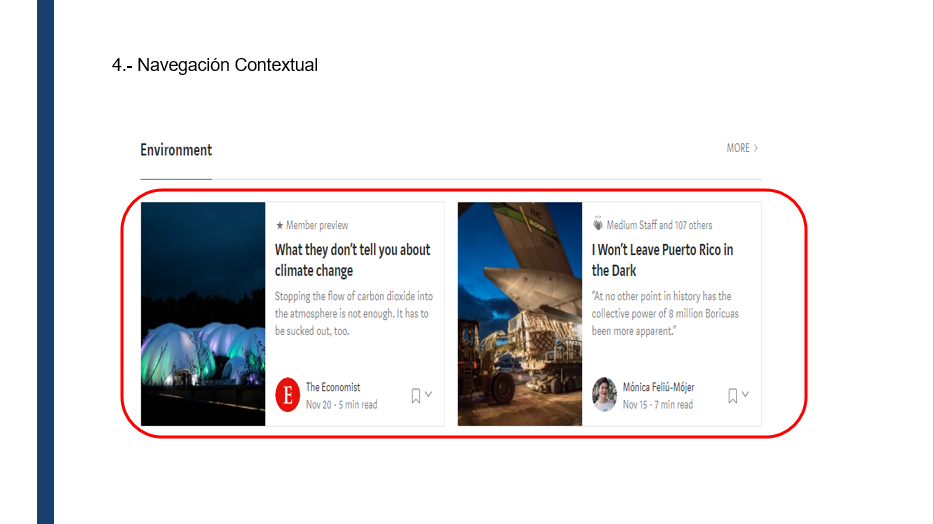 4.- Navegación Contextual
Environment
MORE
Member preview
What they don't tell you about
climate change
Stopping the flow of carbon dioxide into
the atmosphere is not enough. It has to
be sucked out, too.
E
The Economist
Nov 20 · 5 min read
Medium Staff and 107 others
I Won't Leave Puerto Rico in
the Dark
"At no other point in history has the
collective power of 8 million Boricuas
been more apparent."
Mónica Feliú-Mójer
Nov 15 · 7 min read